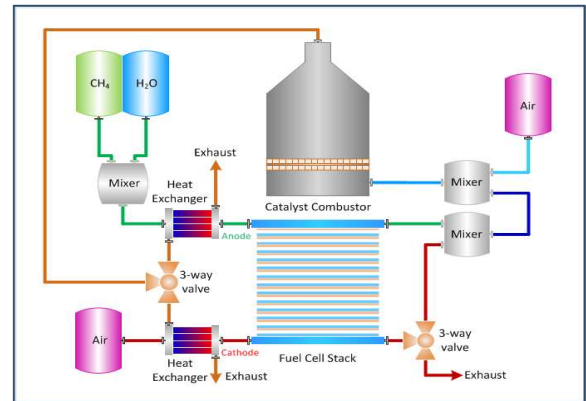 CH₄
H₂O
Air
Exhaust
Mixer
Heat
Exchanger
Mixer
Catalyst Combustor
Mixer
Anode
3-way
valve
Air
Cathode
3-way
valve
Heat
Exchanger
Exhaust
Fuel Cell Stack
Exhaust